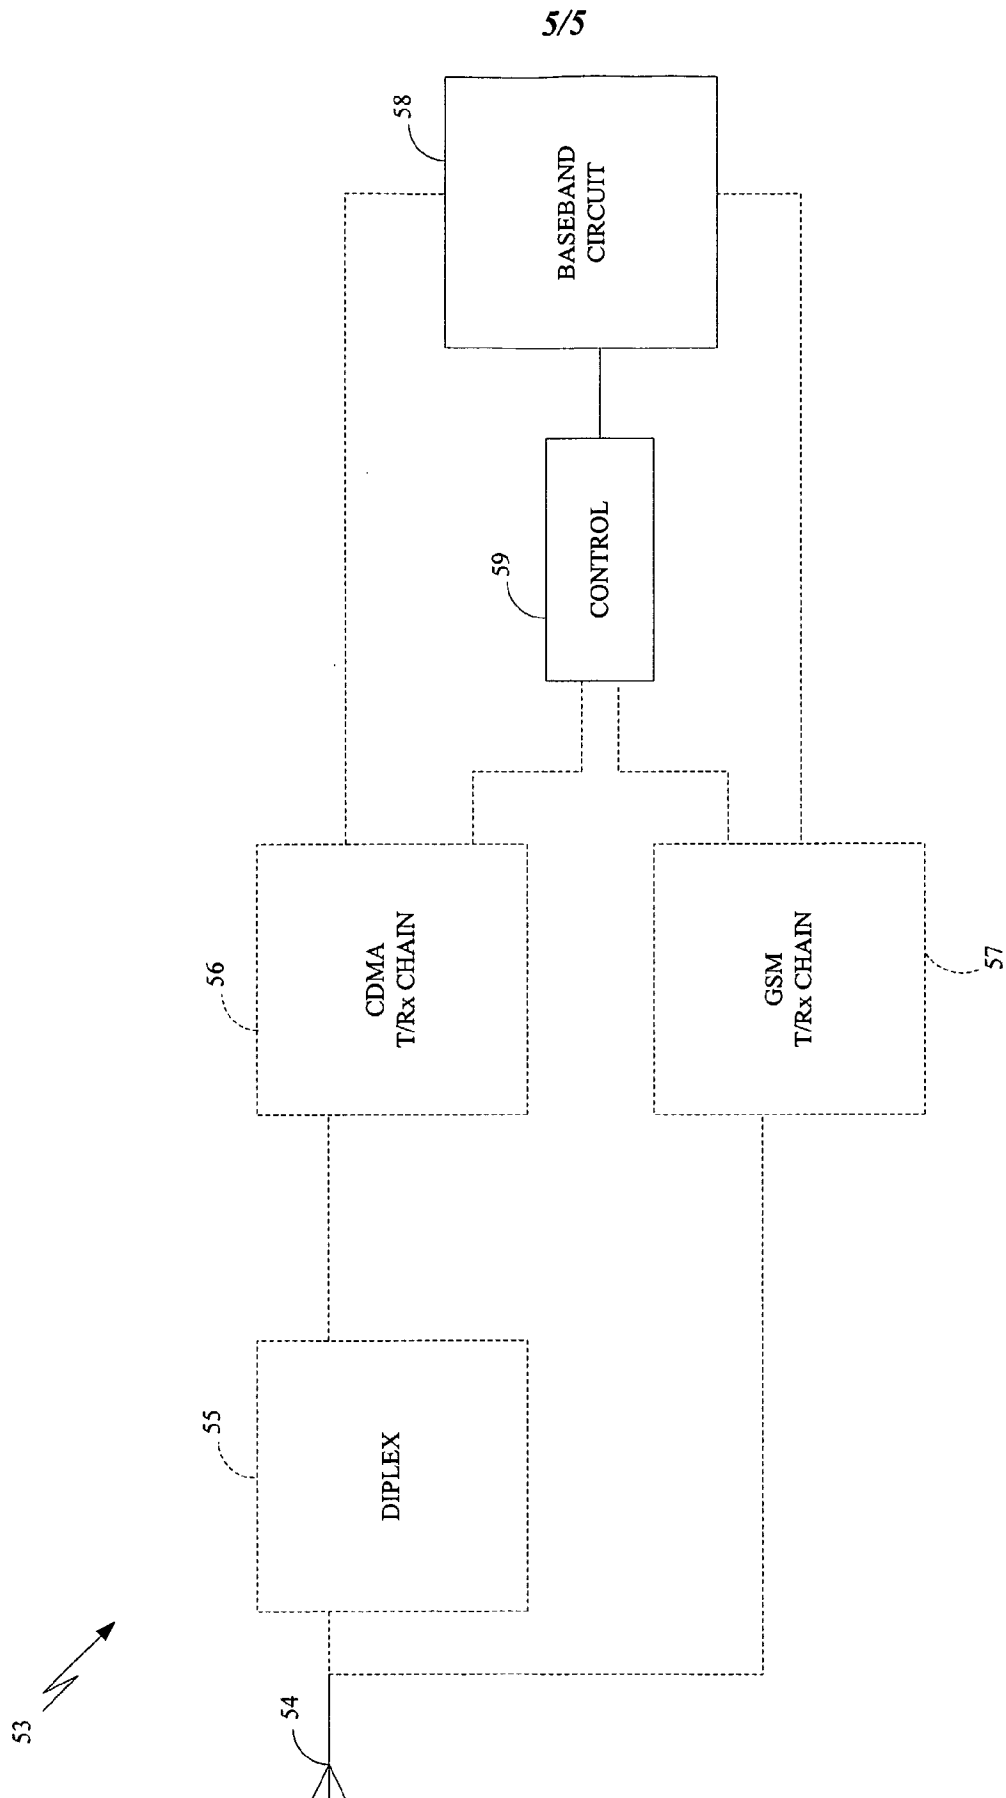 5/5
53
54
55
DIPLEX
56
CDMA
T/Rx CHAIN
GSM
T/Rx CHAIN
57
59
CONTROL
58
BASEBAND
CIRCUIT